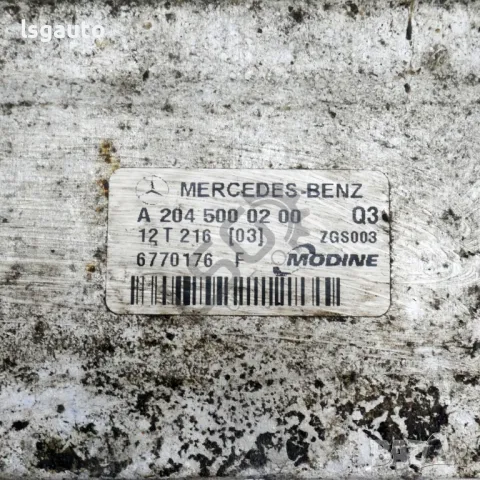 lsgauto
MERCEDES-BENZ
A 204 500 02 00 Q3
12 T 216 [03] ZGS003
6770176 F MODINE